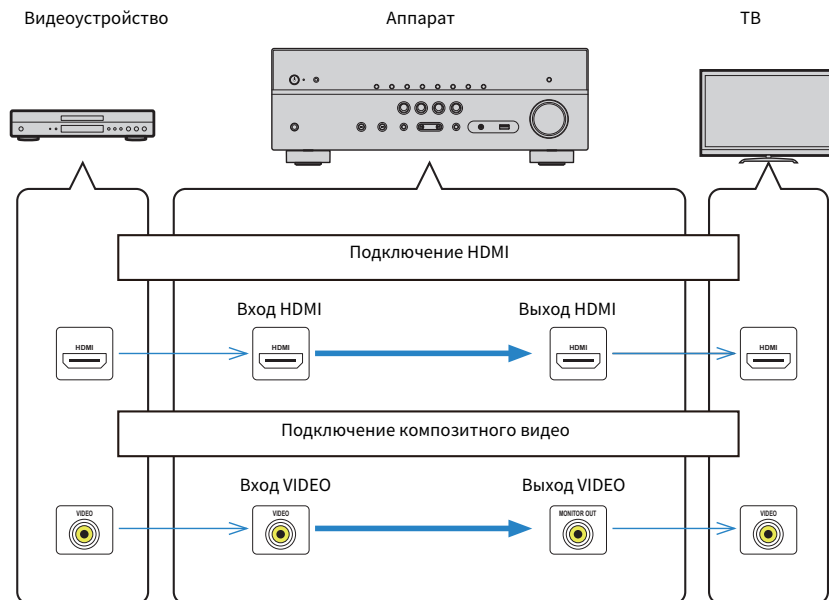 Видеоустройство
Аппарат
ТВ
Подключение HDMI
Вход HDMI
Выход HDMI
HDMI
HDMI
HDMI
HDMI
Подключение композитного видео
Вход VIDEO
Выход VIDEO
VIDEO
VIDEO
MONITOR OUT
VIDEO